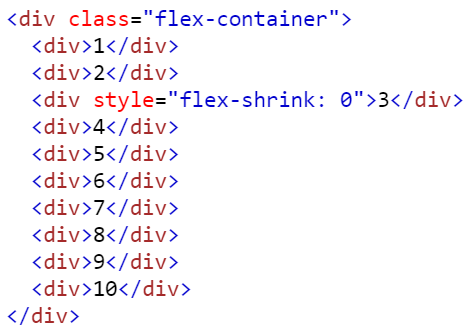 <div class="flex-container">
  <div>1</div>
  <div>2</div>
  <div style="flex-shrink: 0">3</div>
  <div>4</div>
  <div>5</div>
  <div>6</div>
  <div>7</div>
  <div>8</div>
  <div>9</div>
  <div>10</div>
</div>